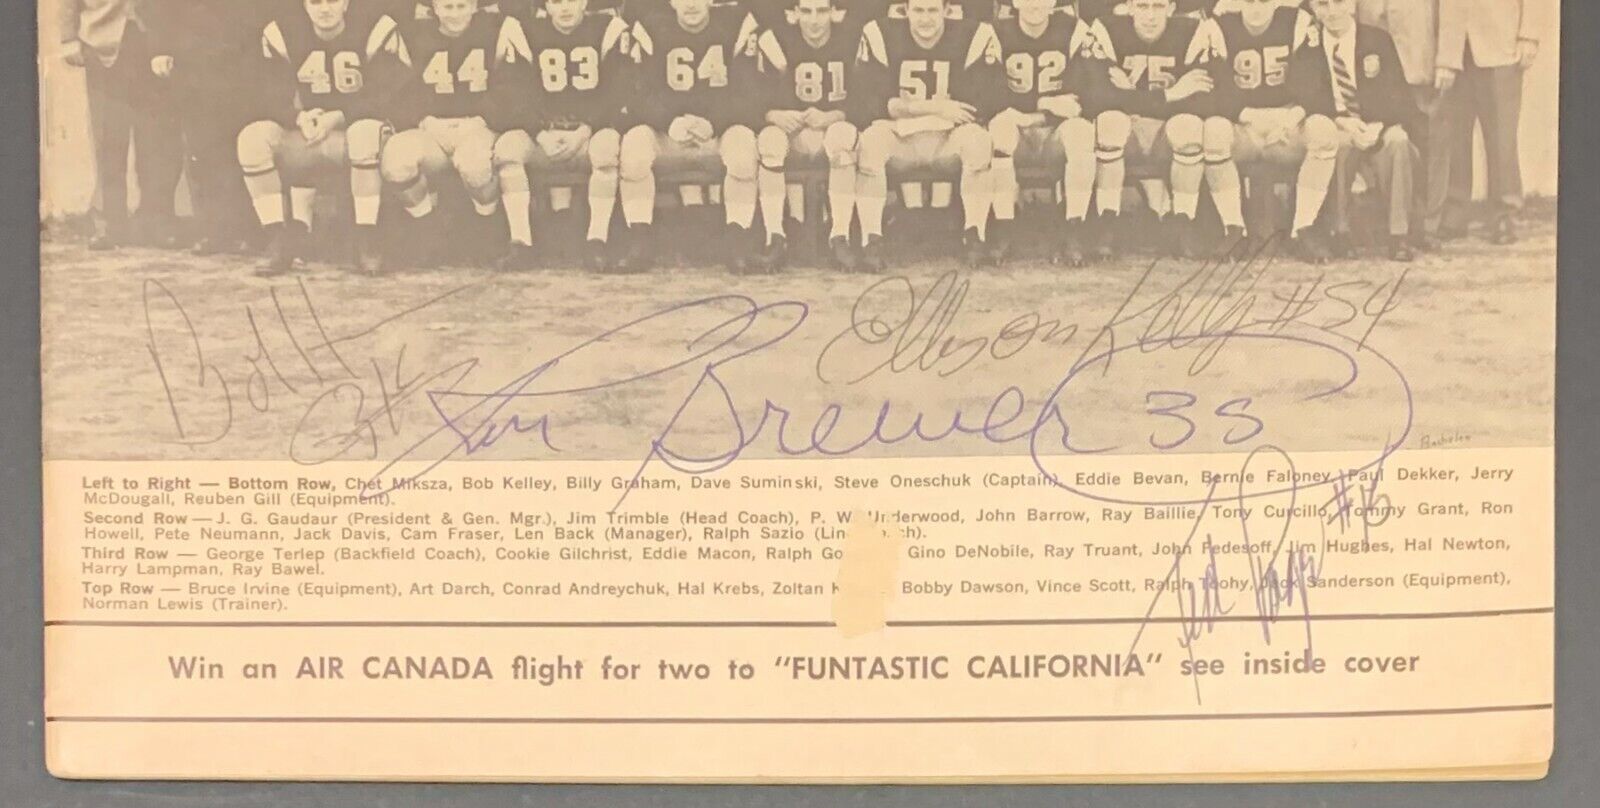 46 44 83 64 81 51 92 75 95
Ellison Kelly #54
Brewer 35
Left to Right — Bottom Row, Chet Miksza, Bob Kelley, Billy Graham, Dave Suminski, Steve Oneschuk (Captain), Eddie Bevan, Bernie Faloney, Paul Dekker, Jerry
McDougall, Reuben Gill (Equipment).
Second Row — J. G. Gaudaur (President & Gen. Mgr.), Jim Trimble (Head Coach), P. W. Underwood, John Barrow, Ray Baillie, Tony Curcillo, Tommy Grant, Ron
Howell, Pete Neumann, Jack Davis, Cam Fraser, Len Back (Manager), Ralph Sazio (Lin ch).
Third Row — George Terlep (Backfield Coach), Cookie Gilchrist, Eddie Macon, Ralph Go Gino DeNobile, Ray Truant, John Fedesoff, Jim Hughes, Hal Newton,
Harry Lampman, Ray Bawel.
Top Row — Bruce Irvine (Equipment), Art Darch, Conrad Andreychuk, Hal Krebs, Zoltan Bobby Dawson, Vince Scott, Ralph Toohy, Jack Sanderson (Equipment),
Norman Lewis (Trainer).
Win an AIR CANADA flight for two to "FUNTASTIC CALIFORNIA" see inside cover